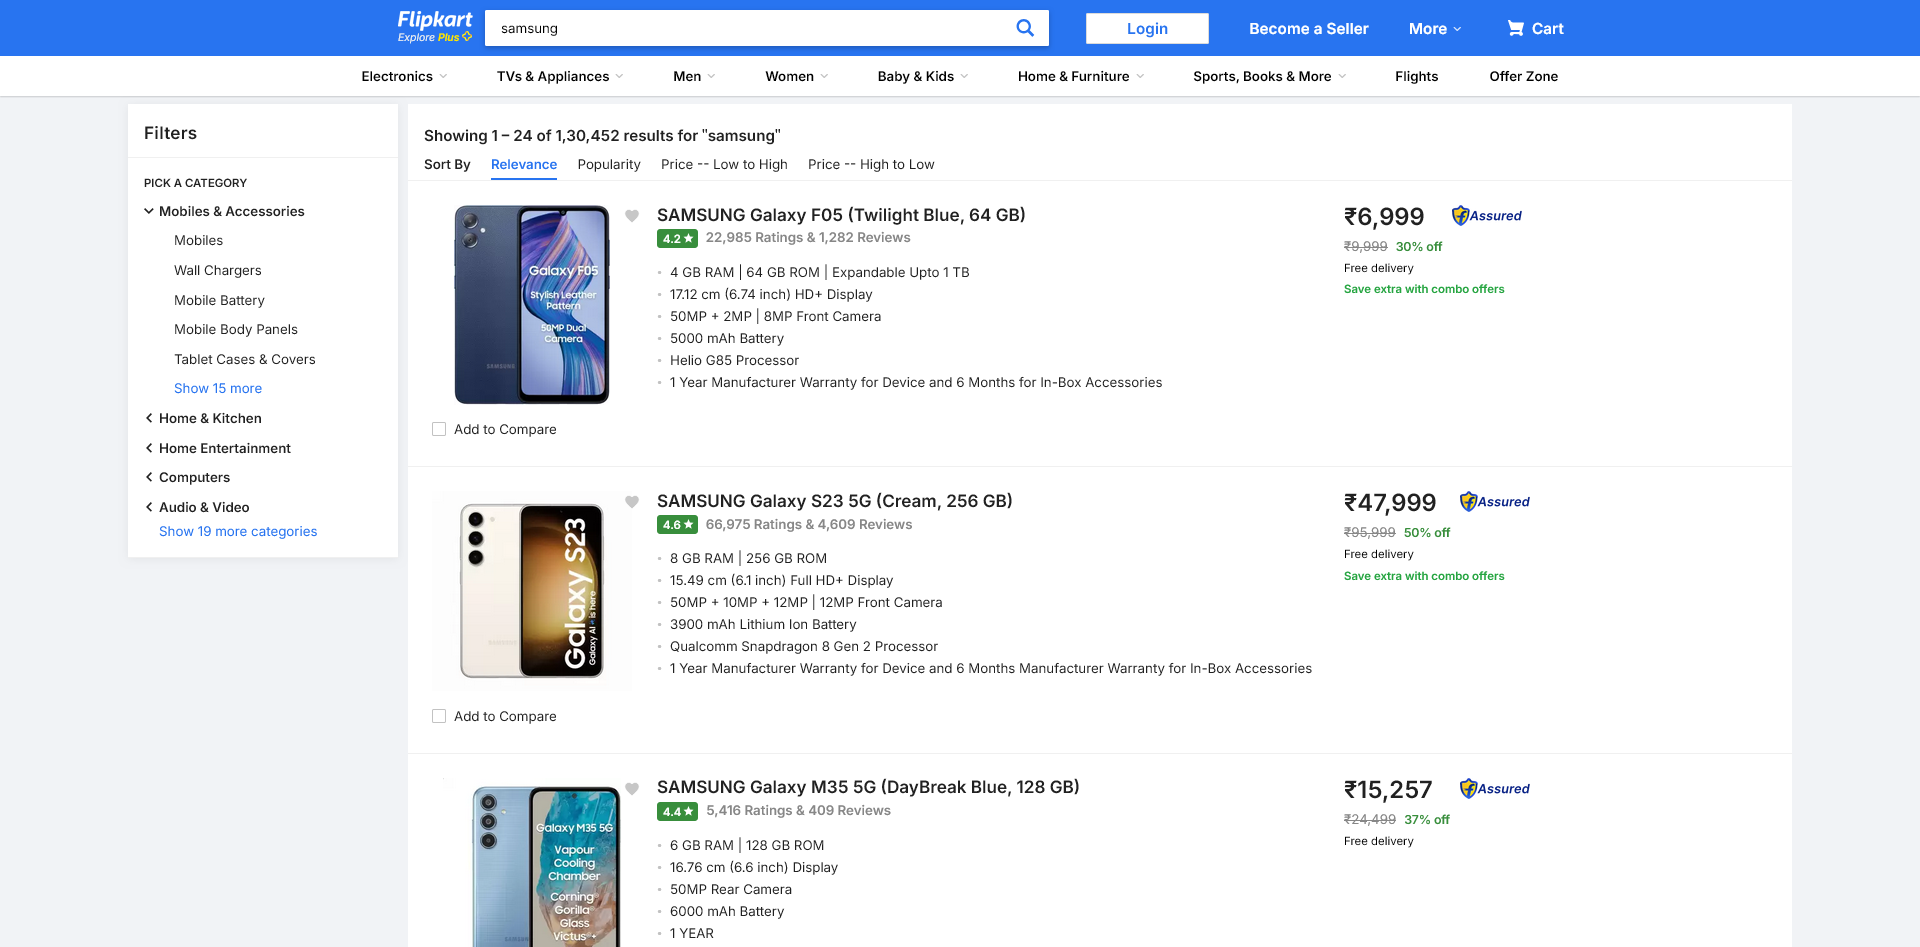 Flipkart
Explore Plus
samsung
Login
Become a Seller
More
Cart
Electronics
TVs & Appliances
Men
Women
Baby & Kids
Home & Furniture
Sports, Books & More
Flights
Offer Zone
Filters
PICK A CATEGORY
Mobiles & Accessories
Mobiles
Wall Chargers
Mobile Battery
Mobile Body Panels
Tablet Cases & Covers
Show 15 more
Home & Kitchen
Home Entertainment
Computers
Audio & Video
Show 19 more categories
Showing 1 – 24 of 1,30,452 results for "samsung"
Sort By
Relevance
Popularity
Price -- Low to High
Price -- High to Low
Galaxy F05
Stylish Leather
Pattern
50MP Dual
Camera
SAMSUNG
Add to Compare
SAMSUNG Galaxy F05 (Twilight Blue, 64 GB)
4.2 ★ 22,985 Ratings & 1,282 Reviews
4 GB RAM | 64 GB ROM | Expandable Upto 1 TB
17.12 cm (6.74 inch) HD+ Display
50MP + 2MP | 8MP Front Camera
5000 mAh Battery
Helio G85 Processor
1 Year Manufacturer Warranty for Device and 6 Months for In-Box Accessories
₹6,999
Assured
₹9,999 30% off
Free delivery
Save extra with combo offers
Galaxy S23
Galaxy AI is here
Add to Compare
SAMSUNG Galaxy S23 5G (Cream, 256 GB)
4.6 ★ 66,975 Ratings & 4,609 Reviews
8 GB RAM | 256 GB ROM
15.49 cm (6.1 inch) Full HD+ Display
50MP + 10MP + 12MP | 12MP Front Camera
3900 mAh Lithium Ion Battery
Qualcomm Snapdragon 8 Gen 2 Processor
1 Year Manufacturer Warranty for Device and 6 Months Manufacturer Warranty for In-Box Accessories
₹47,999
Assured
₹95,999 50% off
Free delivery
Save extra with combo offers
Galaxy M35 5G
Vapour
Cooling
Chamber
Corning
Gorilla
Glass
Victus +
SAMSUNG
SAMSUNG Galaxy M35 5G (DayBreak Blue, 128 GB)
4.4 ★ 5,416 Ratings & 409 Reviews
6 GB RAM | 128 GB ROM
16.76 cm (6.6 inch) Display
50MP Rear Camera
6000 mAh Battery
1 YEAR
₹15,257
Assured
₹24,499 37% off
Free delivery